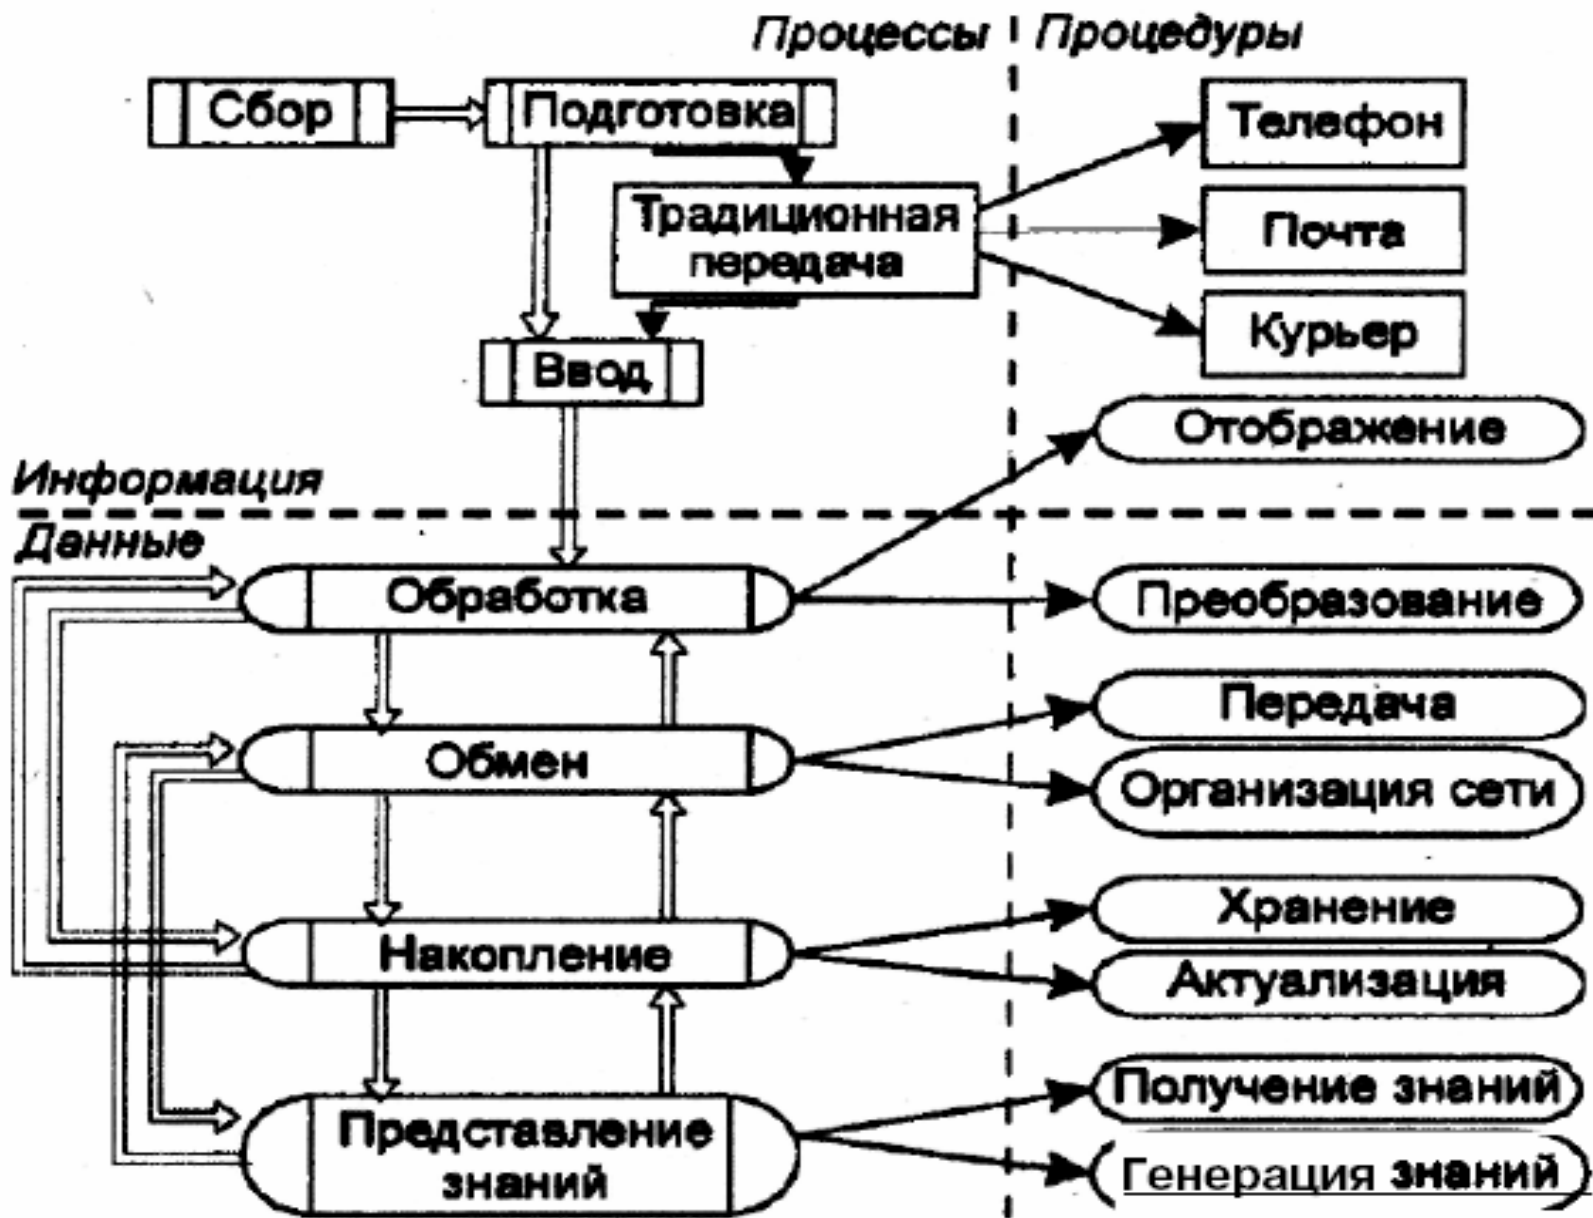 Процессы
Процедуры
Сбор
Подготовка
Телефон
Традиционная
передача
Почта
Курьер
Ввод
Отображение
Информация
Данные
Обработка
Преобразование
Передача
Обмен
Организация сети
Хранение
Накопление
Актуализация
Получение знаний
Представление
знаний
Генерация знаний